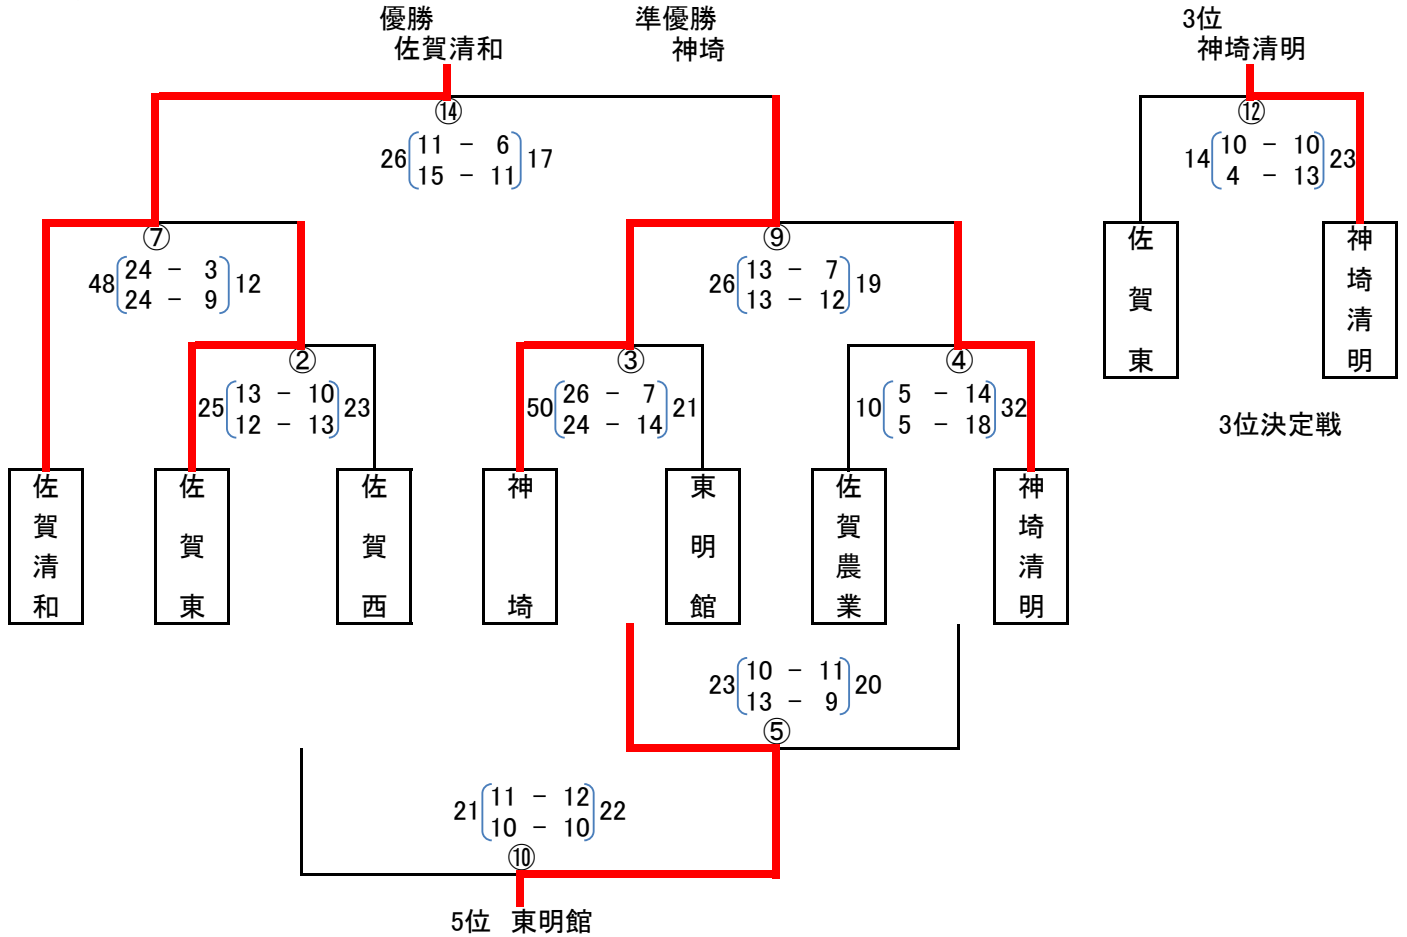 優勝
佐賀清和
準優勝
神埼
3位
神埼清明
⑭
26 11 － 6 17
15 － 11
⑫
14 10 － 10 23
4 － 13
⑦
48 24 － 3 12
24 － 9
⑨
26 13 － 7 19
13 － 12
佐賀東
神埼清明
②
25 13 － 10 23
12 － 13
③
50 26 － 7 21
24 － 14
④
10 5 － 14 32
5 － 18
3位決定戦
佐賀清和
佐賀東
佐賀西
神埼
東明館
佐賀農業
神埼清明
23 10 － 11 20
13 － 9
⑤
21 11 － 12 22
10 － 10
⑩
5位 東明館